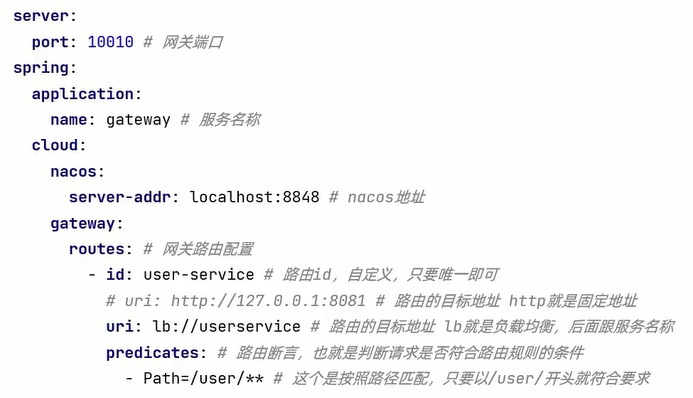 server:
  port: 10010 # 网关端口
spring:
  application:
    name: gateway # 服务名称
  cloud:
    nacos:
      server-addr: localhost:8848 # nacos地址
    gateway:
      routes: # 网关路由配置
        - id: user-service # 路由id，自定义，只要唯一即可
          # uri: http://127.0.0.1:8081 # 路由的目标地址 http就是固定地址
          uri: lb://userservice # 路由的目标地址 lb就是负载均衡，后面跟服务名称
          predicates: # 路由断言，也就是判断请求是否符合路由规则的条件
            - Path=/user/** # 这个是按照路径匹配，只要以/user/开头就符合要求